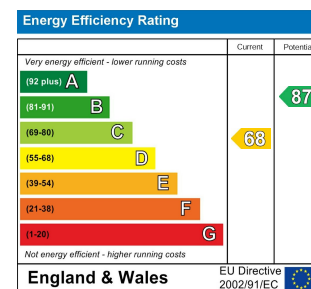 Energy Efficiency Rating
Current Potentia
Very energy efficient - lower running costs
(92 plus) A
(81-91) B
(69-80) C
(55-68) D
(39-54) E
(21-38) F
(1-20) G
87
68
Not energy efficient - higher running costs
England & Wales
EU Directive
2002/91/EC